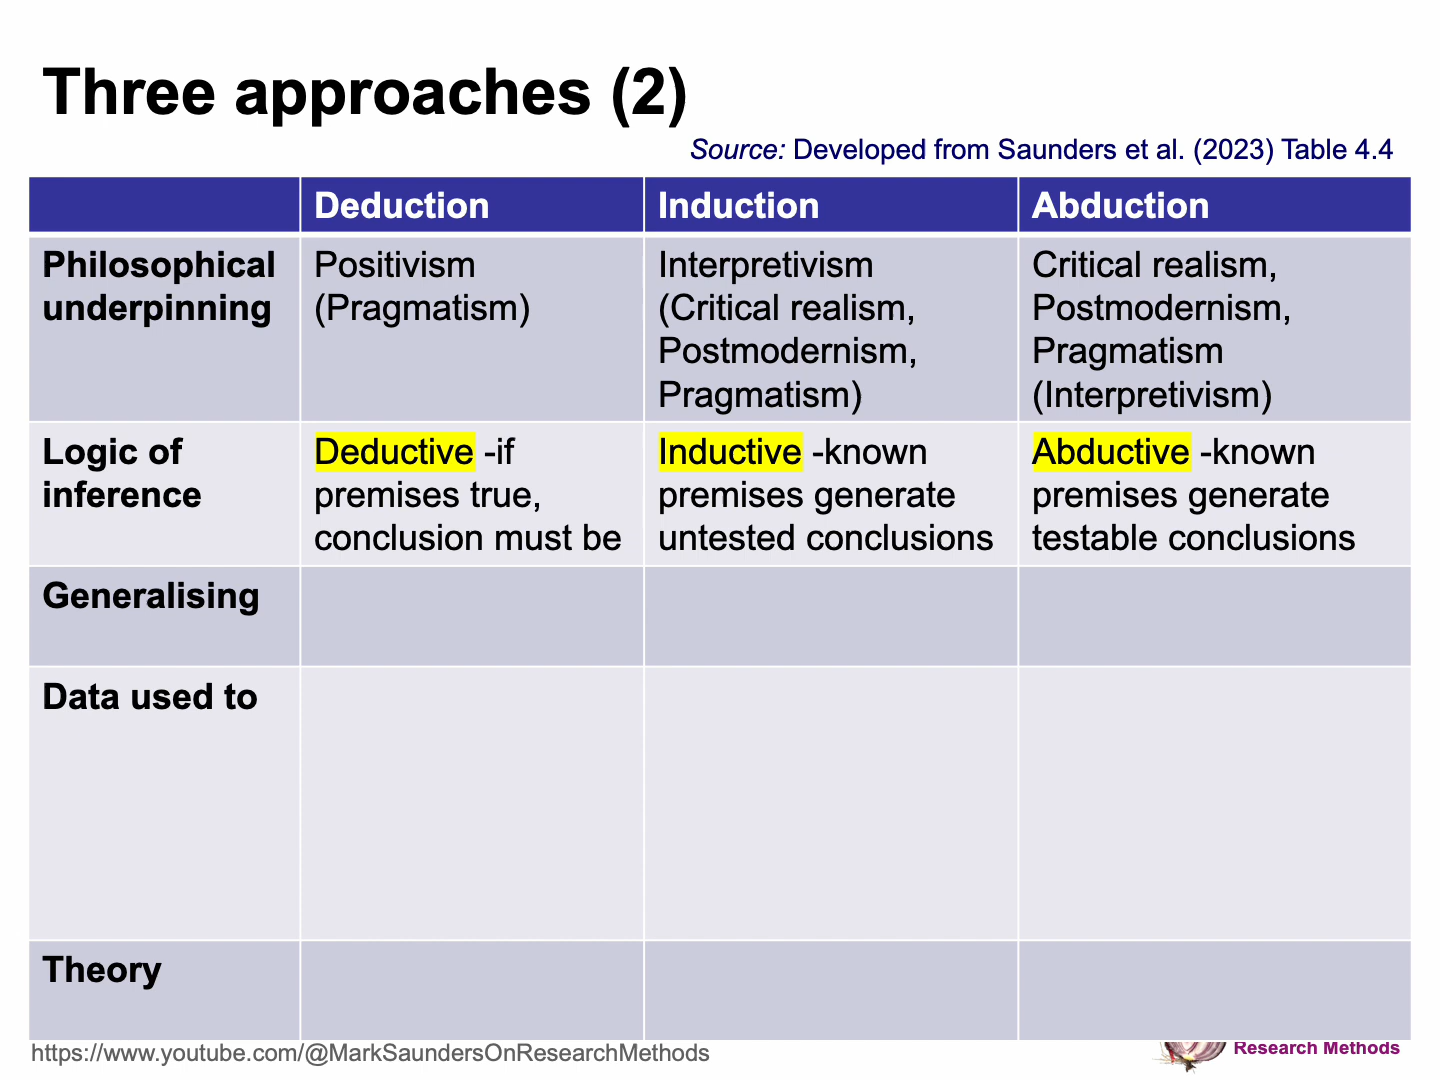 Three approaches (2)
Source: Developed from Saunders et al. (2023) Table 4.4
Deduction Induction Abduction
Philosophical underpinning
Positivism
(Pragmatism)
Interpretivism
(Critical realism,
Postmodernism,
Pragmatism)
Critical realism,
Postmodernism,
Pragmatism
(Interpretivism)
Logic of
inference
Deductive -if
premises true,
conclusion must be
Inductive -known
premises generate
untested conclusions
Abductive -known
premises generate
testable conclusions
Generalising
Data used to
Theory
https://www.youtube.com/@MarkSaundersOnResearchMethods
Research Methods